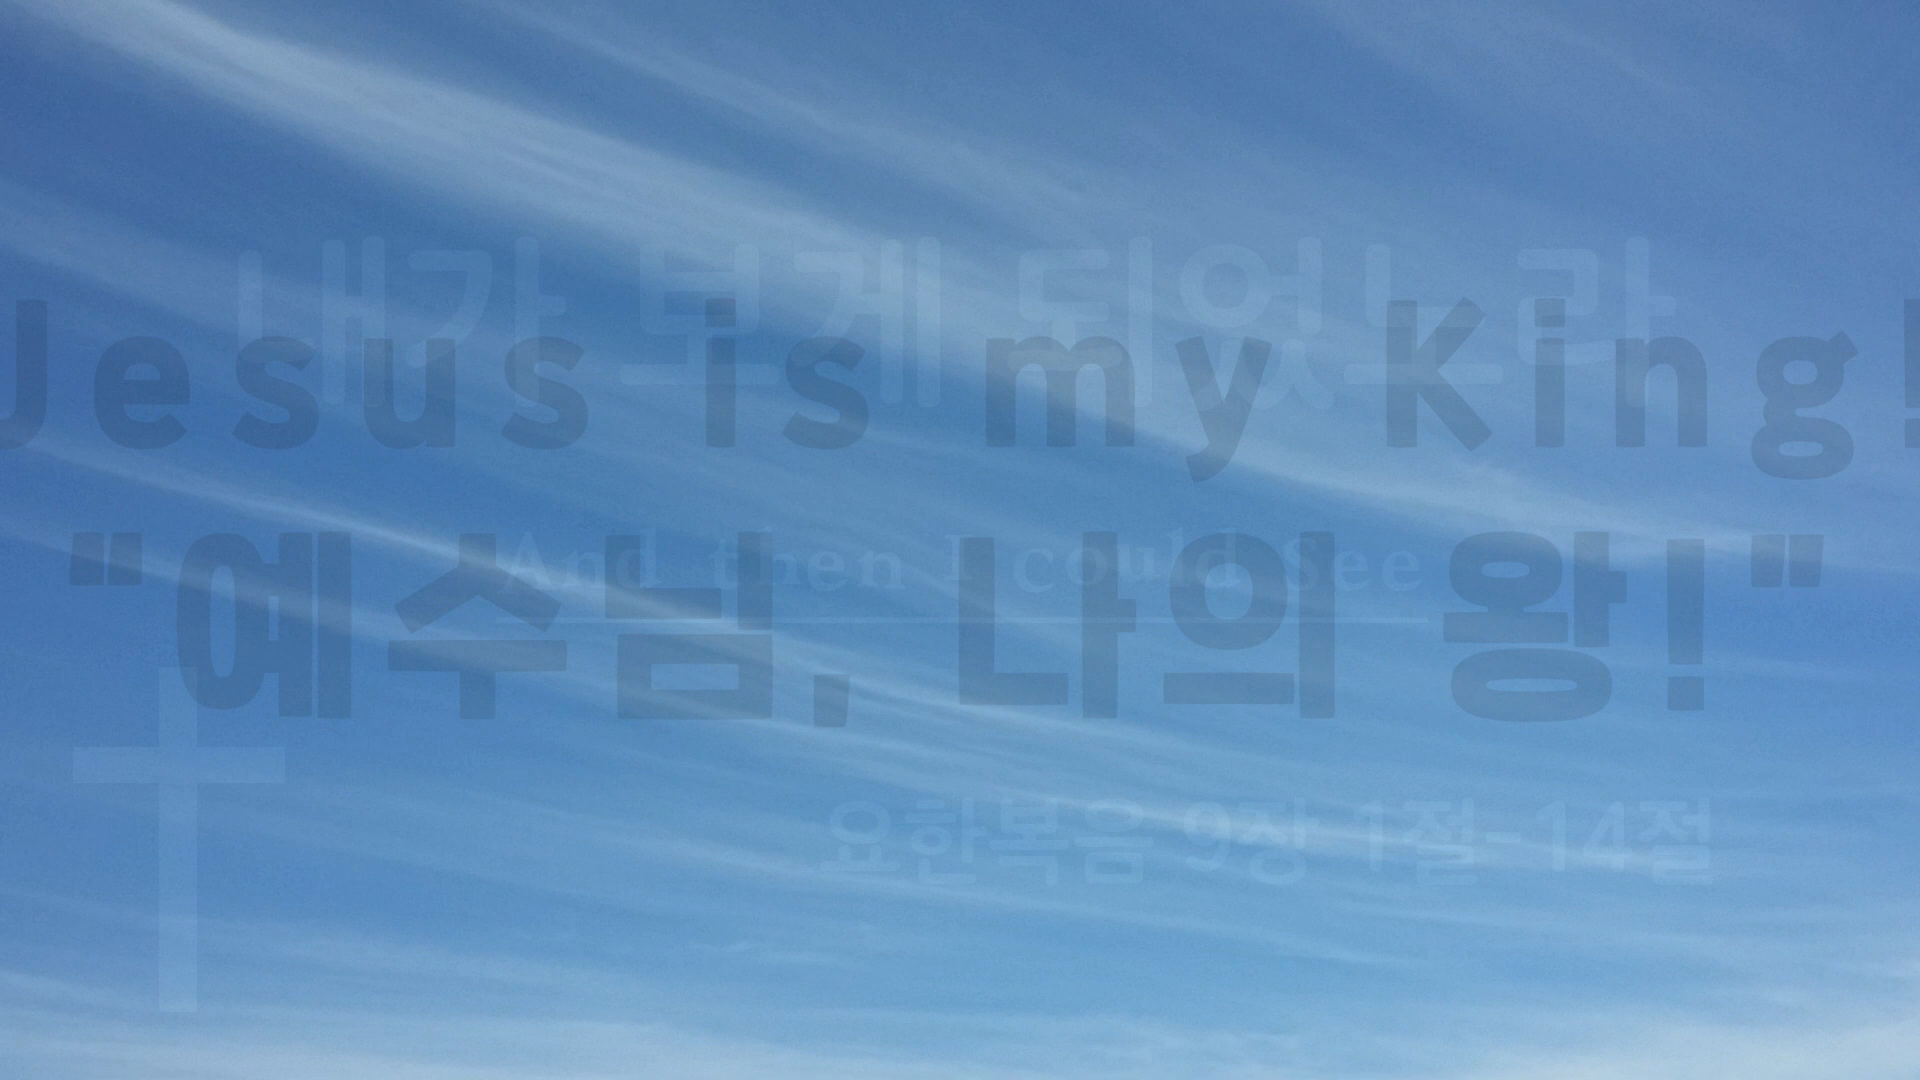 내가 보게 되었노라
Jesus is my King!
And then I could See
"예수님, 나의 왕!"
요한복음 9장 1절-14절